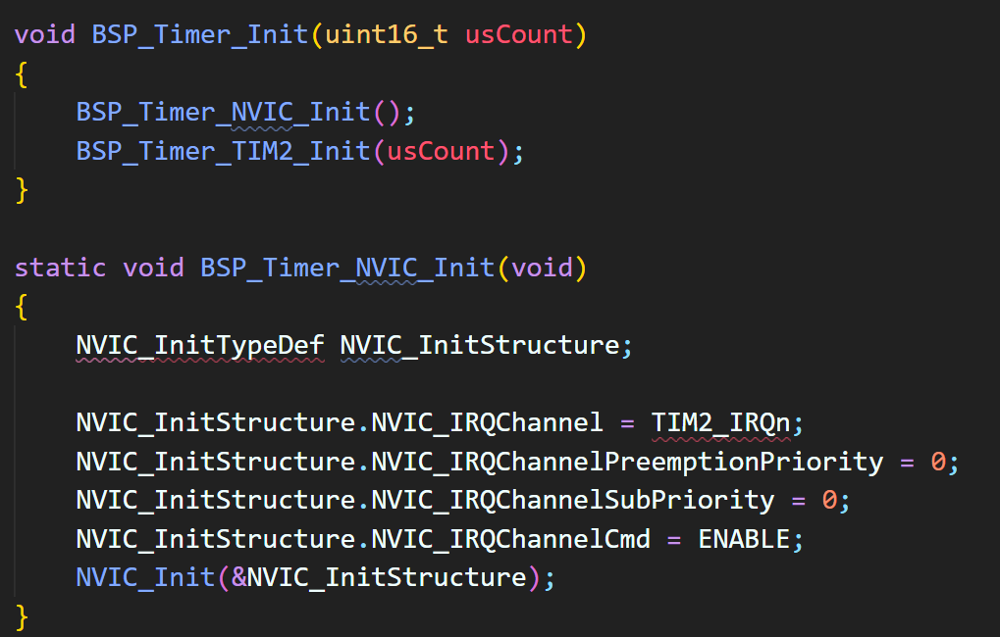 void BSP_Timer_Init(uint16_t usCount)
{
    BSP_Timer_NVIC_Init();
    BSP_Timer_TIM2_Init(usCount);
}

static void BSP_Timer_NVIC_Init(void)
{
    NVIC_InitTypeDef NVIC_InitStructure;

    NVIC_InitStructure.NVIC_IRQChannel = TIM2_IRQn;
    NVIC_InitStructure.NVIC_IRQChannelPreemptionPriority = 0;
    NVIC_InitStructure.NVIC_IRQChannelSubPriority = 0;
    NVIC_InitStructure.NVIC_IRQChannelCmd = ENABLE;
    NVIC_Init(&NVIC_InitStructure);
}